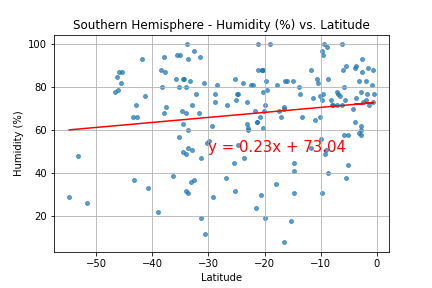 Southern Hemisphere - Humidity (%) vs. Latitude
100
80
60
40
20
Humidity (%)
y = 0.23x + 73.04
−50
−40
−30
−20
−10
0
Latitude